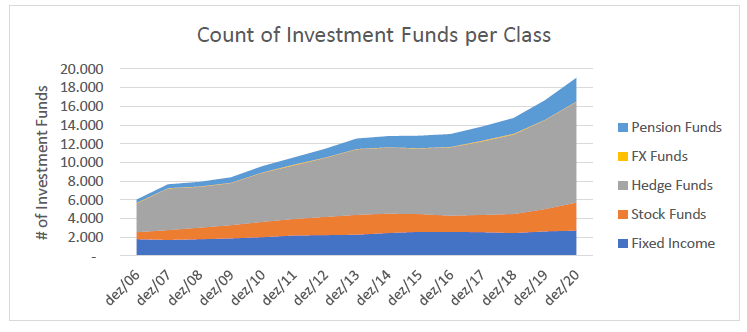 Count of Investment Funds per Class
# of Investment Funds
20.000
18.000
16.000
14.000
12.000
10.000
8.000
6.000
4.000
2.000
-
dez/06
dez/07
dez/08
dez/09
dez/10
dez/11
dez/12
dez/13
dez/14
dez/15
dez/16
dez/17
dez/18
dez/19
dez/20
Pension Funds
FX Funds
Hedge Funds
Stock Funds
Fixed Income